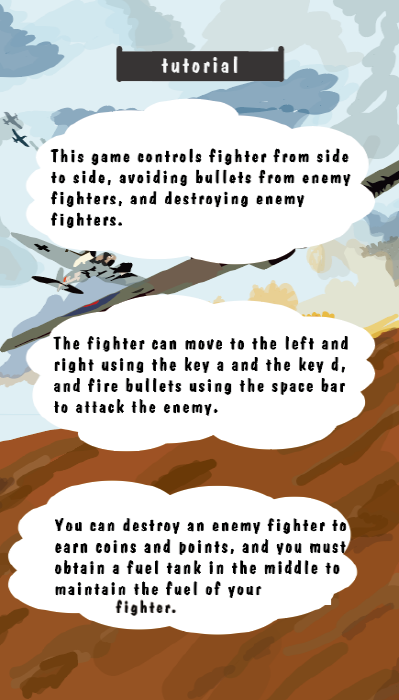 tutorial
This game controls fighter from side
to side, avoiding bullets from enemy
fighters, and destroying enemy
fighters.
The fighter can move to the left and
right using the key a and the key d,
and fire bullets using the space bar
to attack the enemy.
You can destroy an enemy fighter to
earn coins and points, and you must
obtain a fuel tank in the middle to
maintain the fuel of your
fighter.